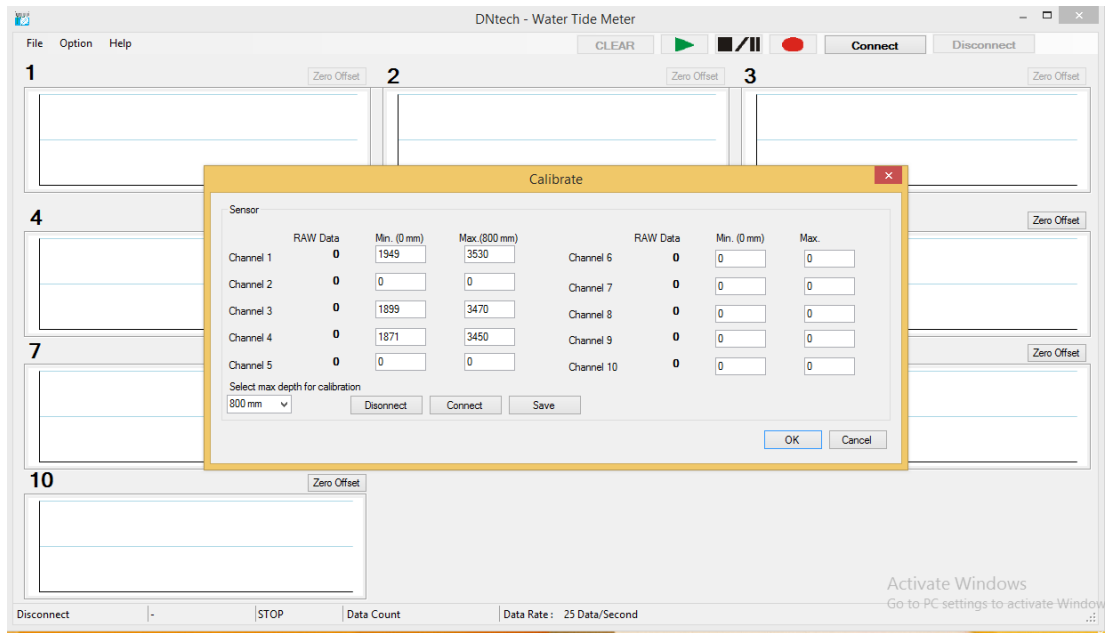 DNtech - Water Tide Meter
File Option Help CLEAR Connect Disconnect
1 Zero Offset 2 Zero Offset 3 Zero Offset
Calibrate
Sensor
RAW Data Min. (0 mm) Max.(800 mm) RAW Data Min. (0 mm) Max.
Channel 1 0 1949 3530 Channel 6 0 0 0
Channel 2 0 0 0 Channel 7 0 0 0
Channel 3 0 1899 3470 Channel 8 0 0 0
Channel 4 0 1871 3450 Channel 9 0 0 0
Channel 5 0 0 0 Channel 10 0 0 0
Select max depth for calibration
800 mm Disonnect Connect Save
OK Cancel
4 Zero Offset
7 Zero Offset
10 Zero Offset
Activate Windows
Go to PC settings to activate Window
Disconnect - STOP Data Count Data Rate : 25 Data/Second